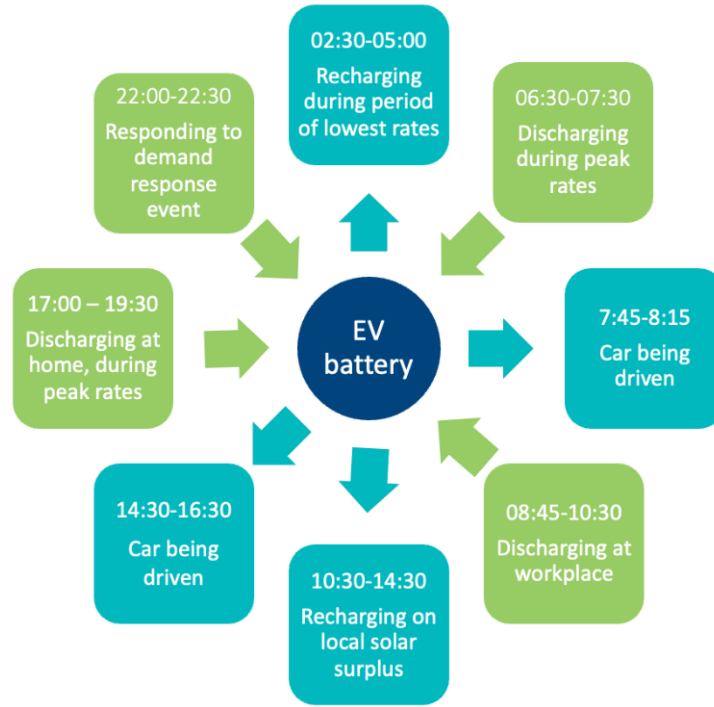 02:30-05:00
Recharging
during period
of lowest rates
06:30-07:30
Discharging
during peak
rates
7:45-8:15
Car being
driven
08:45-10:30
Discharging at
workplace
10:30-14:30
Recharging on
local solar
surplus
14:30-16:30
Car being
driven
17:00 – 19:30
Discharging at
home, during
peak rates
22:00-22:30
Responding to
demand
response
event
EV
battery